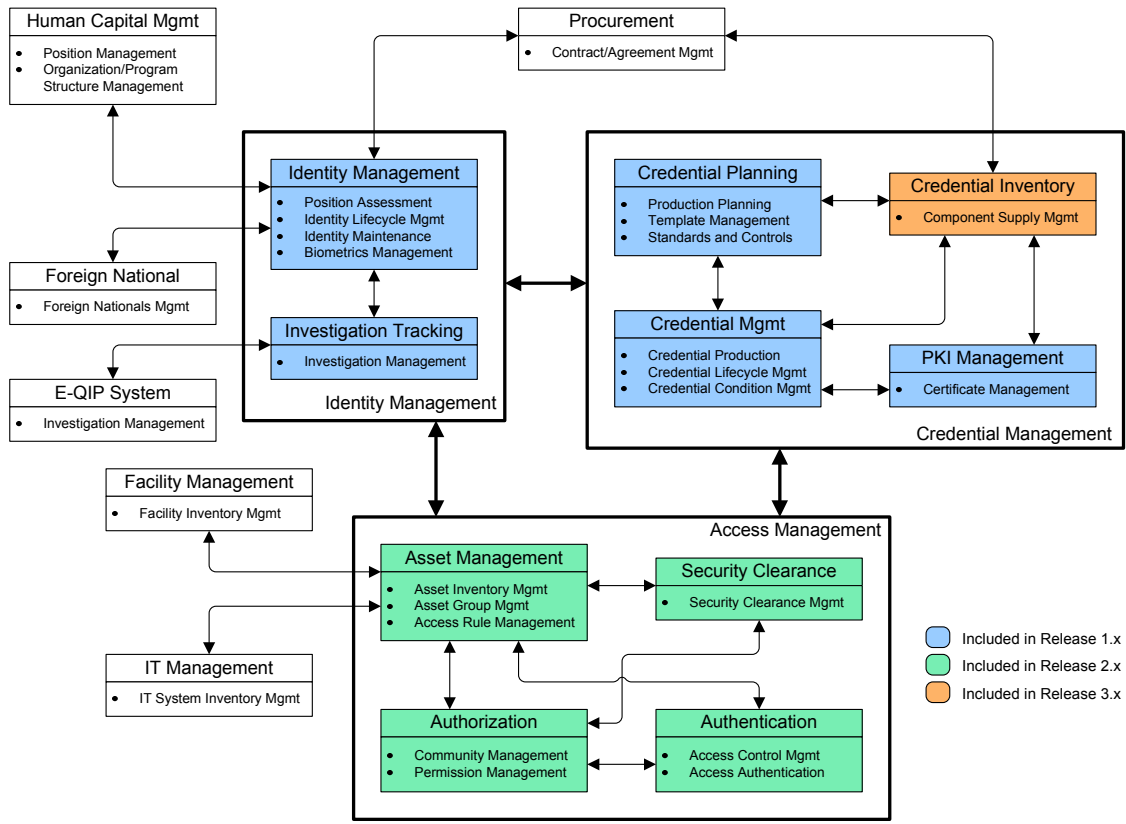 Human Capital Mgmt
• Position Management
• Organization/Program
Structure Management
Procurement
• Contract/Agreement Mgmt
Identity Management
• Position Assessment
• Identity Lifecycle Mgmt
• Identity Maintenance
• Biometrics Management
Credential Planning
• Production Planning
• Template Management
• Standards and Controls
Credential Inventory
• Component Supply Mgmt
Foreign National
• Foreign Nationals Mgmt
Investigation Tracking
• Investigation Management
Identity Management
Credential Mgmt
• Credential Production
• Credential Lifecycle Mgmt
• Credential Condition Mgmt
PKI Management
• Certificate Management
Credential Management
E-QIP System
• Investigation Management
Facility Management
• Facility Inventory Mgmt
Access Management
Asset Management
• Asset Inventory Mgmt
• Asset Group Mgmt
• Access Rule Management
Security Clearance
• Security Clearance Mgmt
IT Management
• IT System Inventory Mgmt
Authorization
• Community Management
• Permission Management
Authentication
• Access Control Mgmt
• Access Authentication
Included in Release 1.x
Included in Release 2.x
Included in Release 3.x